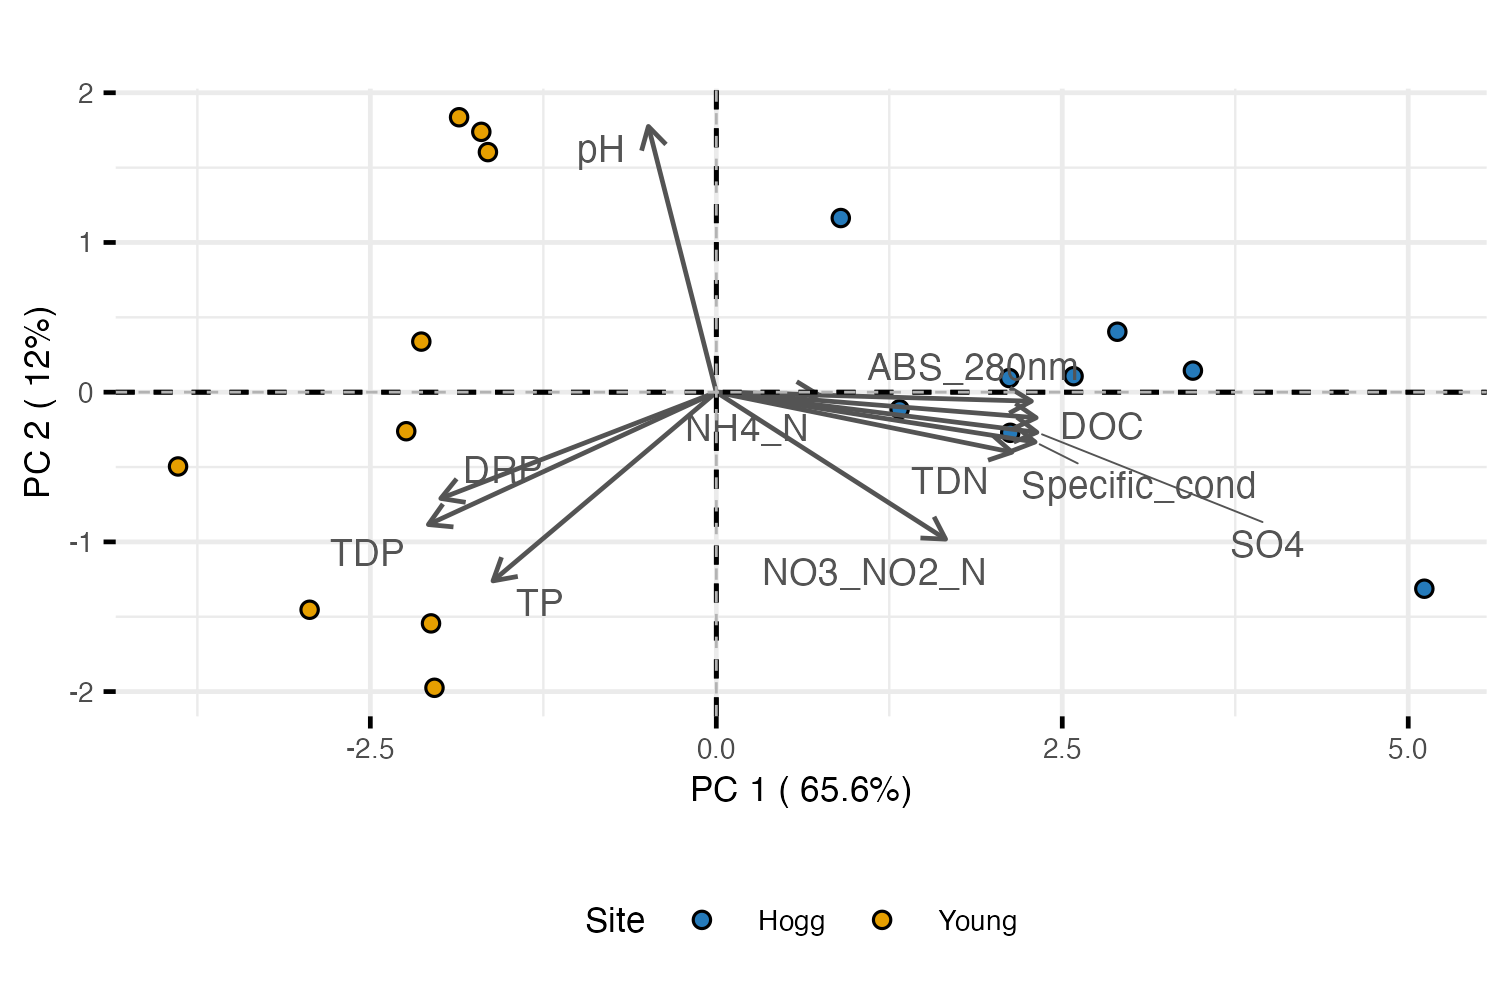 2
1
0
-1
-2
PC 2 ( 12%)
pH
ABS_280nm
NH4_N
DOC
DRP
TDN
Specific_cond
TDP
SO4
NO3_NO2_N
TP
-2.5
0.0
2.5
5.0
PC 1 ( 65.6%)
Site
Hogg
Young